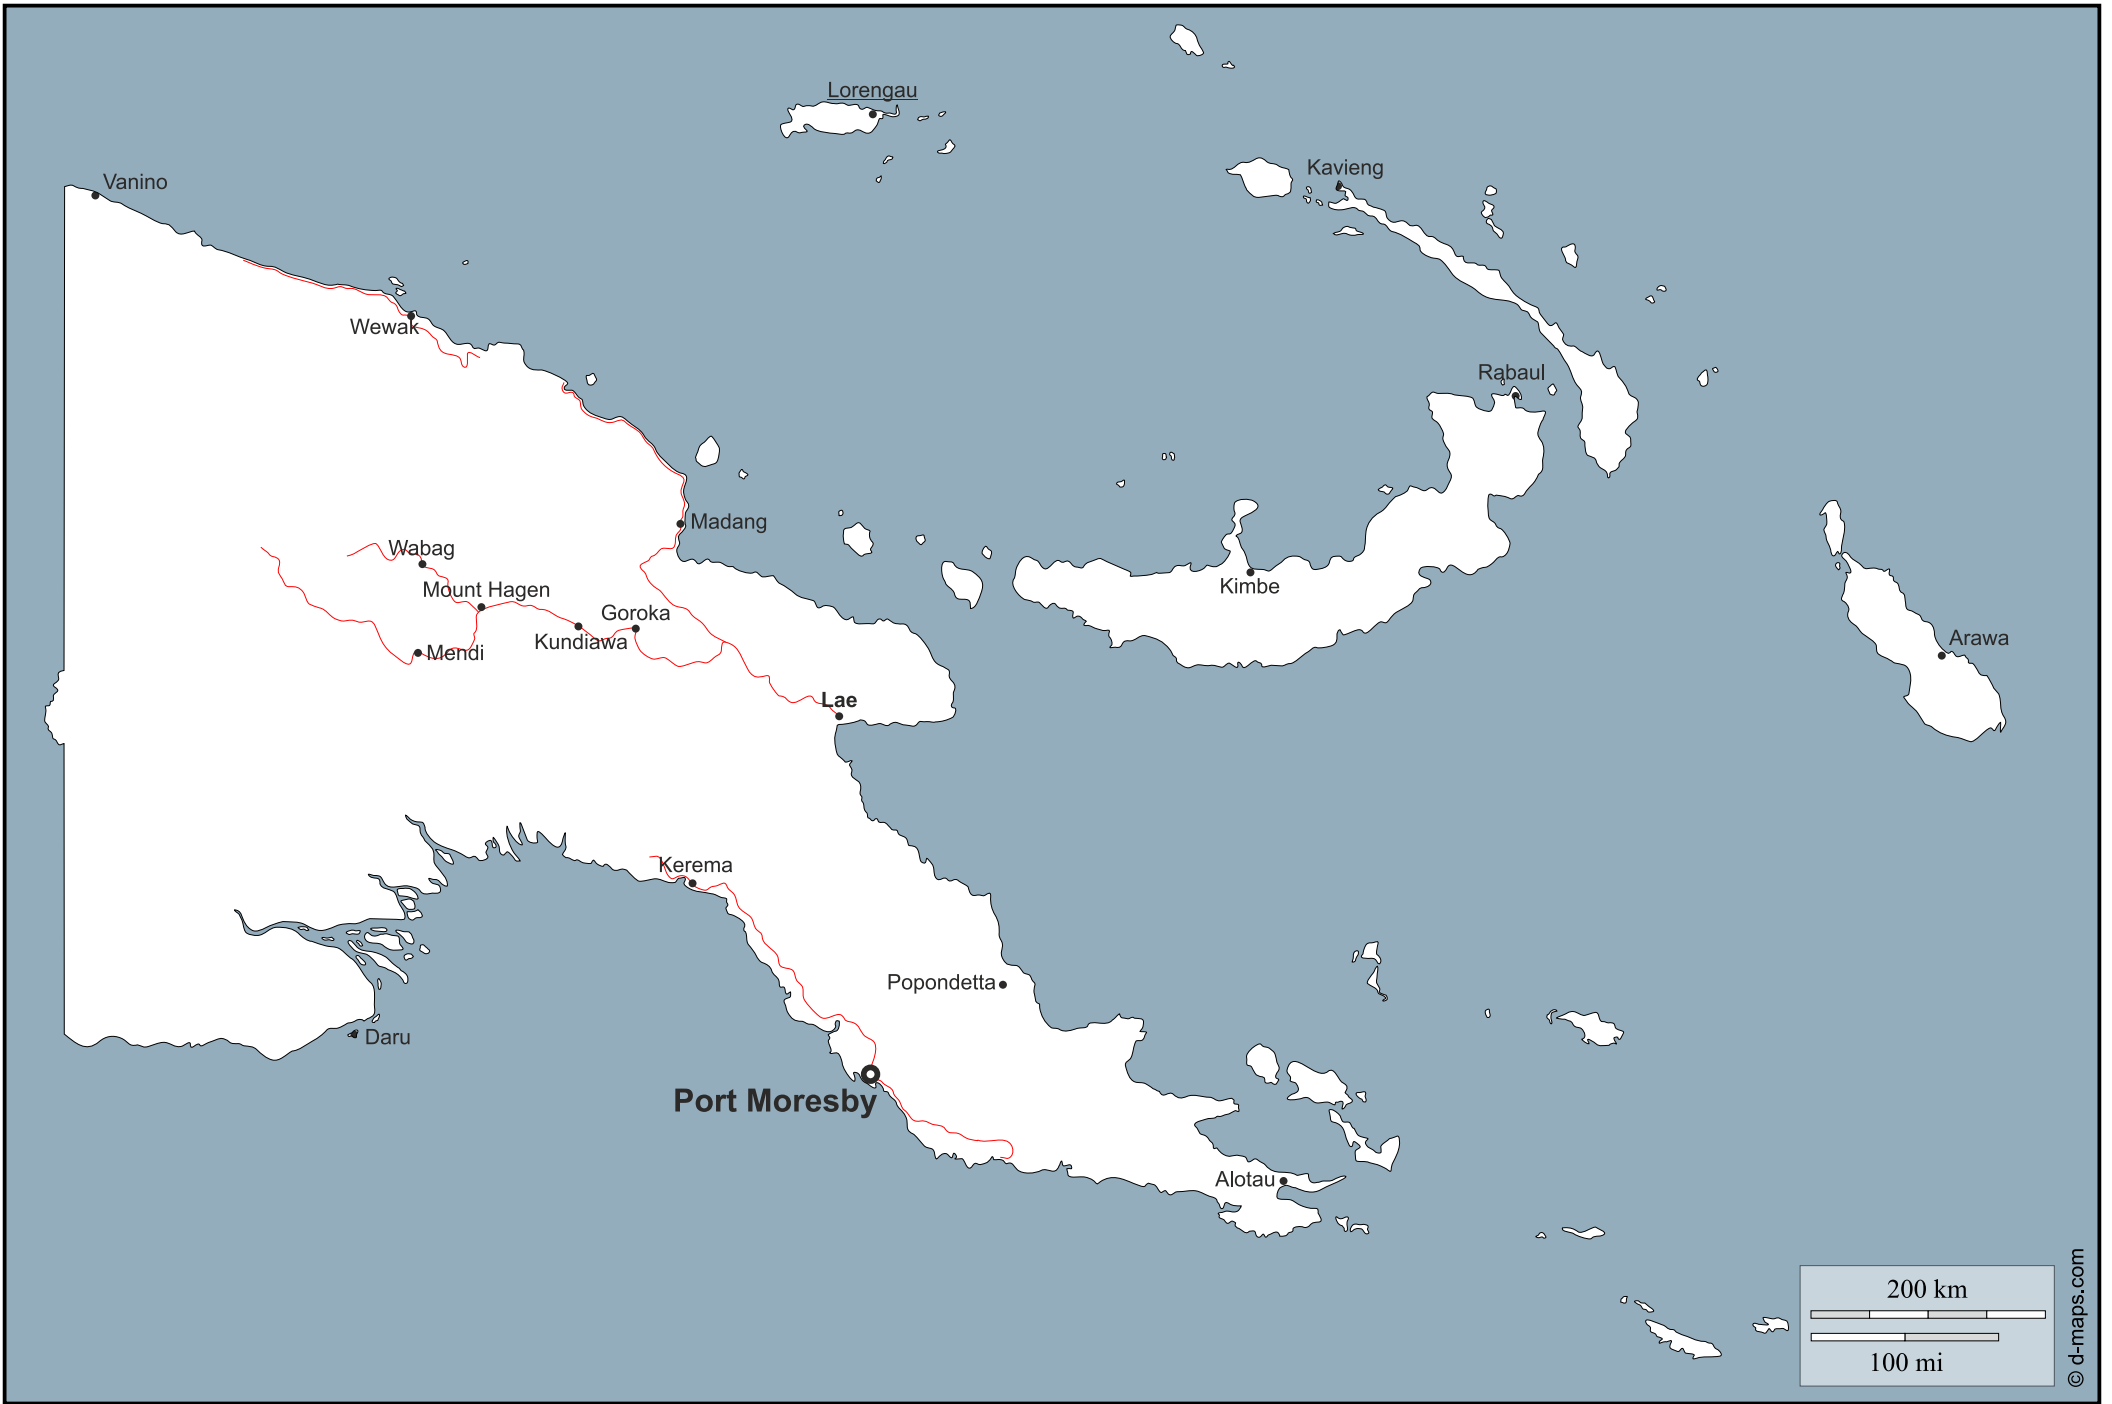 Lorengau
Kavieng
Vanino
Wewak
Rabaul
Madang
Wabag
Mount Hagen
Kimbe
Goroka
Kundiawa
Mendi
Arawa
Lae
Kerema
Popondetta
Daru
Port Moresby
Alotau
200 km
100 mi
© d-maps.com